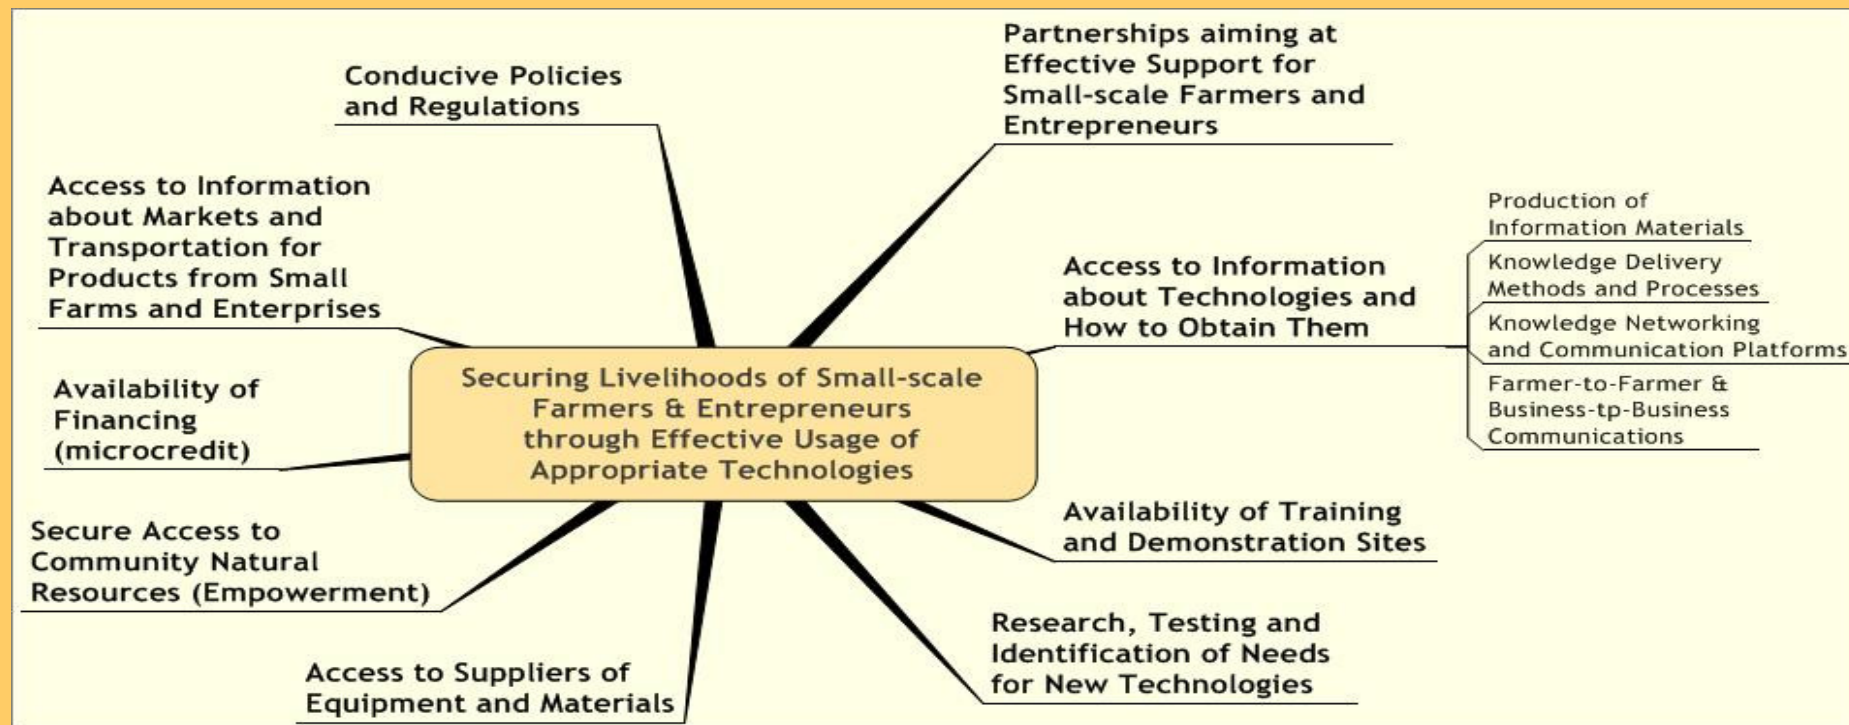 Conducive Policies
and Regulations
Partnerships aiming at
Effective Support for
Small-scale Farmers and
Entrepreneurs
Access to Information
about Markets and
Transportation for
Products from Small
Farms and Enterprises
Access to Information
about Technologies and
How to Obtain Them
Production of
Information Materials
Knowledge Delivery
Methods and Processes
Knowledge Networking
and Communication Platforms
Farmer-to-Farmer &
Business-tp-Business
Communications
Securing Livelihoods of Small-scale
Farmers & Entrepreneurs
through Effective Usage of
Appropriate Technologies
Availability of
Financing
(microcredit)
Secure Access to
Community Natural
Resources (Empowerment)
Availability of Training
and Demonstration Sites
Access to Suppliers of
Equipment and Materials
Research, Testing and
Identification of Needs
for New Technologies